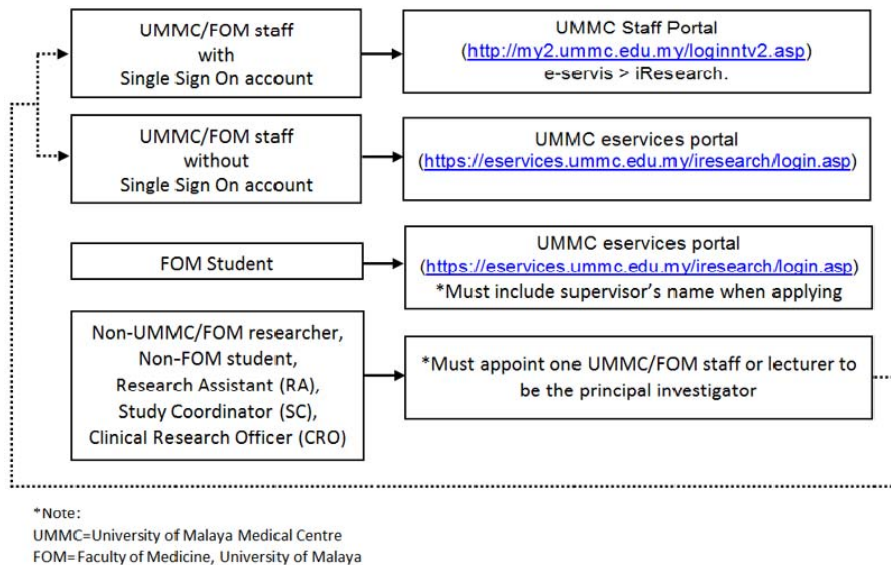 UMMC/FOM staff
with
Single Sign On account
UMMC Staff Portal
(http://my2.ummc.edu.my/loginntv2.asp)
e-servis > iResearch.
UMMC/FOM staff
without
Single Sign On account
UMMC eservices portal
(https://eservices.ummc.edu.my/iresearch/login.asp)
FOM Student
UMMC eservices portal
(https://eservices.ummc.edu.my/iresearch/login.asp)
*Must include supervisor's name when applying
Non-UMMC/FOM researcher,
Non-FOM student,
Research Assistant (RA),
Study Coordinator (SC),
Clinical Research Officer (CRO)
*Must appoint one UMMC/FOM staff or lecturer to
be the principal investigator
*Note:
UMMC=University of Malaya Medical Centre
FOM=Faculty of Medicine, University of Malaya